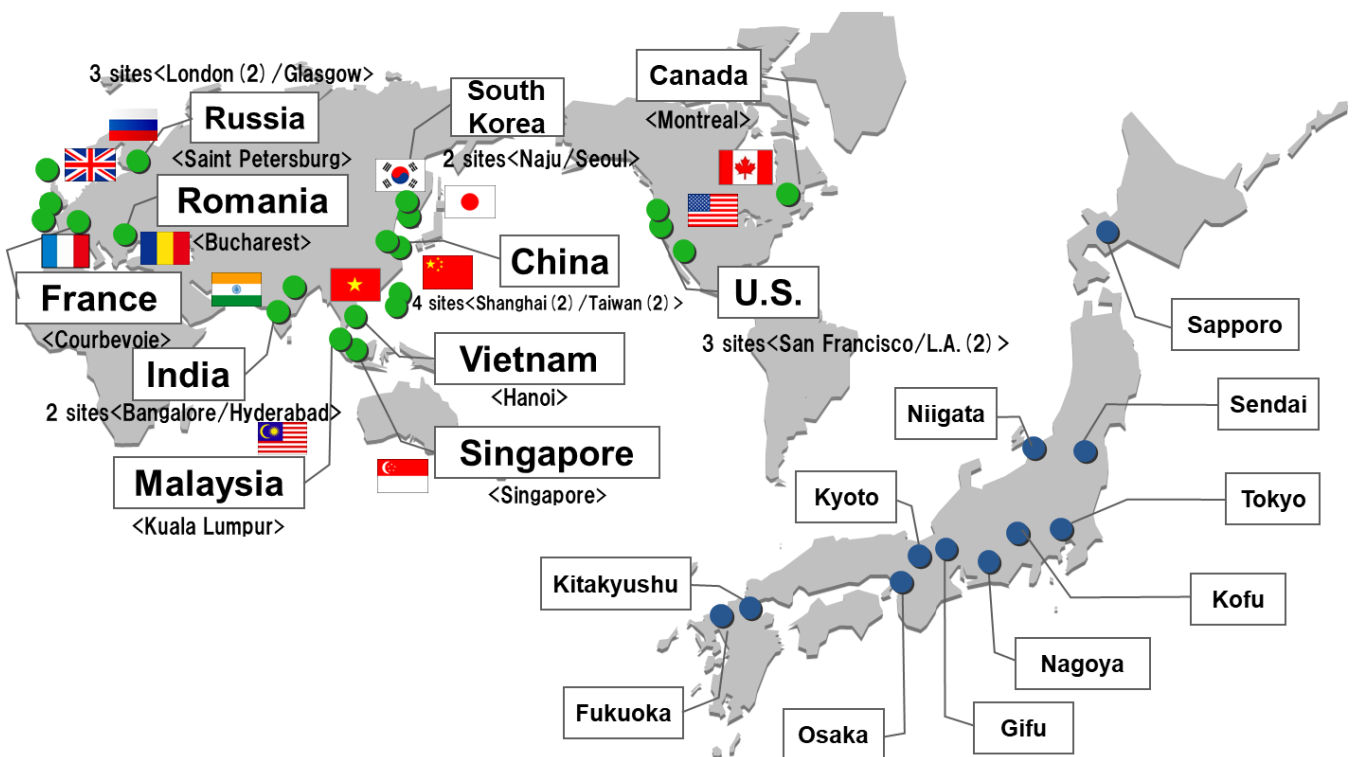 3 sites<London(2)/Glasgow>
Russia
<Saint Petersburg>
South
Korea
2 sites<Naju/Seoul>
Canada
<Montreal>
Romania
<Bucharest>
China
4 sites<Shanghai(2)/Taiwan(2)>
U.S.
3 sites<San Francisco/L.A.(2)>
France
<Courbevoie>
India
2 sites<Bangalore/Hyderabad>
Vietnam
<Hanoi>
Singapore
<Singapore>
Malaysia
<Kuala Lumpur>
Sapporo
Sendai
Niigata
Tokyo
Kyoto
Kofu
Kitakyushu
Nagoya
Fukuoka
Gifu
Osaka